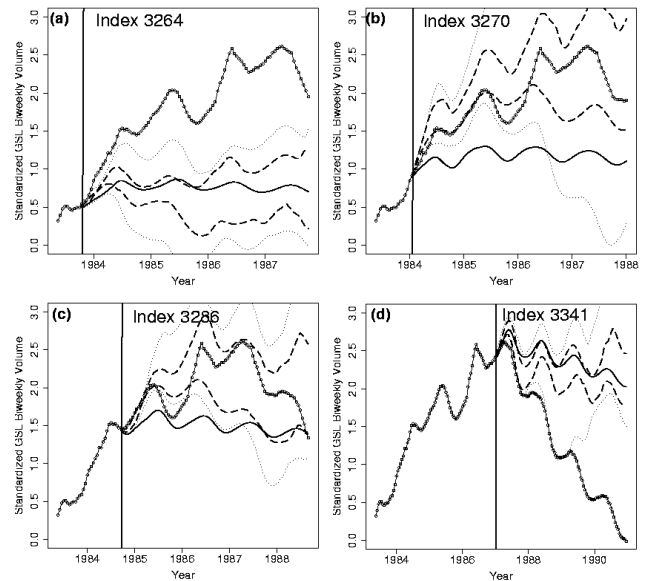 (a) Index 3264
Standardized GSL Biweekly Volume
3.0
2.5
2.0
1.5
1.0
0.5
0.0
1984 1985 1986 1987
Year
(b) Index 3270
Standardized GSL Biweekly Volume
3.0
2.5
2.0
1.5
1.0
0.5
0.0
1984 1985 1986 1987 1988
Year
(c) Index 3286
Standardized GSL Biweekly Volume
3.0
2.5
2.0
1.5
1.0
0.5
0.0
1984 1985 1986 1987 1988
Year
(d) Index 3341
Standardized GSL Biweekly Volume
3.0
2.5
2.0
1.5
1.0
0.5
0.0
1984 1986 1988 1990
Year